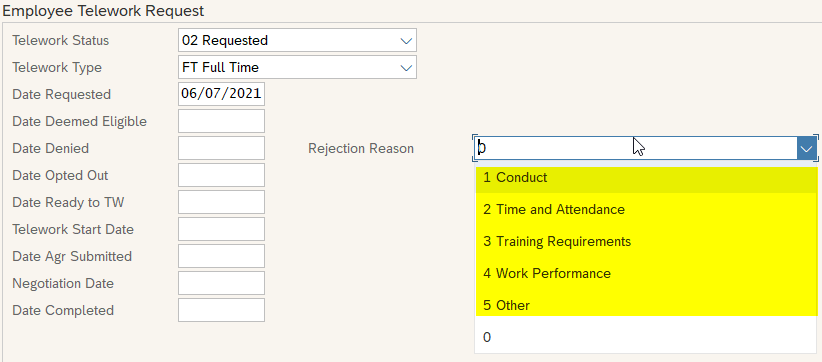 Employee Telework Request
Telework Status 02 Requested
Telework Type FT Full Time
Date Requested 06/07/2021
Date Deemed Eligible
Date Denied Rejection Reason 0
Date Opted Out
Date Ready to TW
Telework Start Date
Date Agr Submitted
Negotiation Date
Date Completed
1 Conduct
2 Time and Attendance
3 Training Requirements
4 Work Performance
5 Other
0